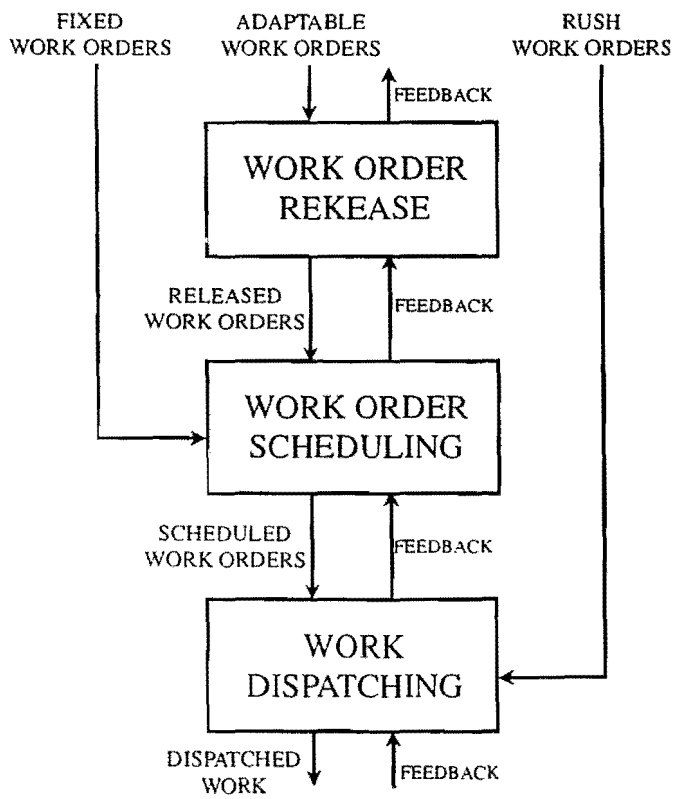 FIXED
WORK ORDERS
ADAPTABLE
WORK ORDERS
RUSH
WORK ORDERS
FEEDBACK
WORK ORDER
REKEASE
RELEASED
WORK ORDERS
FEEDBACK
WORK ORDER
SCHEDULING
SCHEDULED
WORK ORDERS
FEEDBACK
WORK
DISPATCHING
DISPATCHED
WORK
FEEDBACK